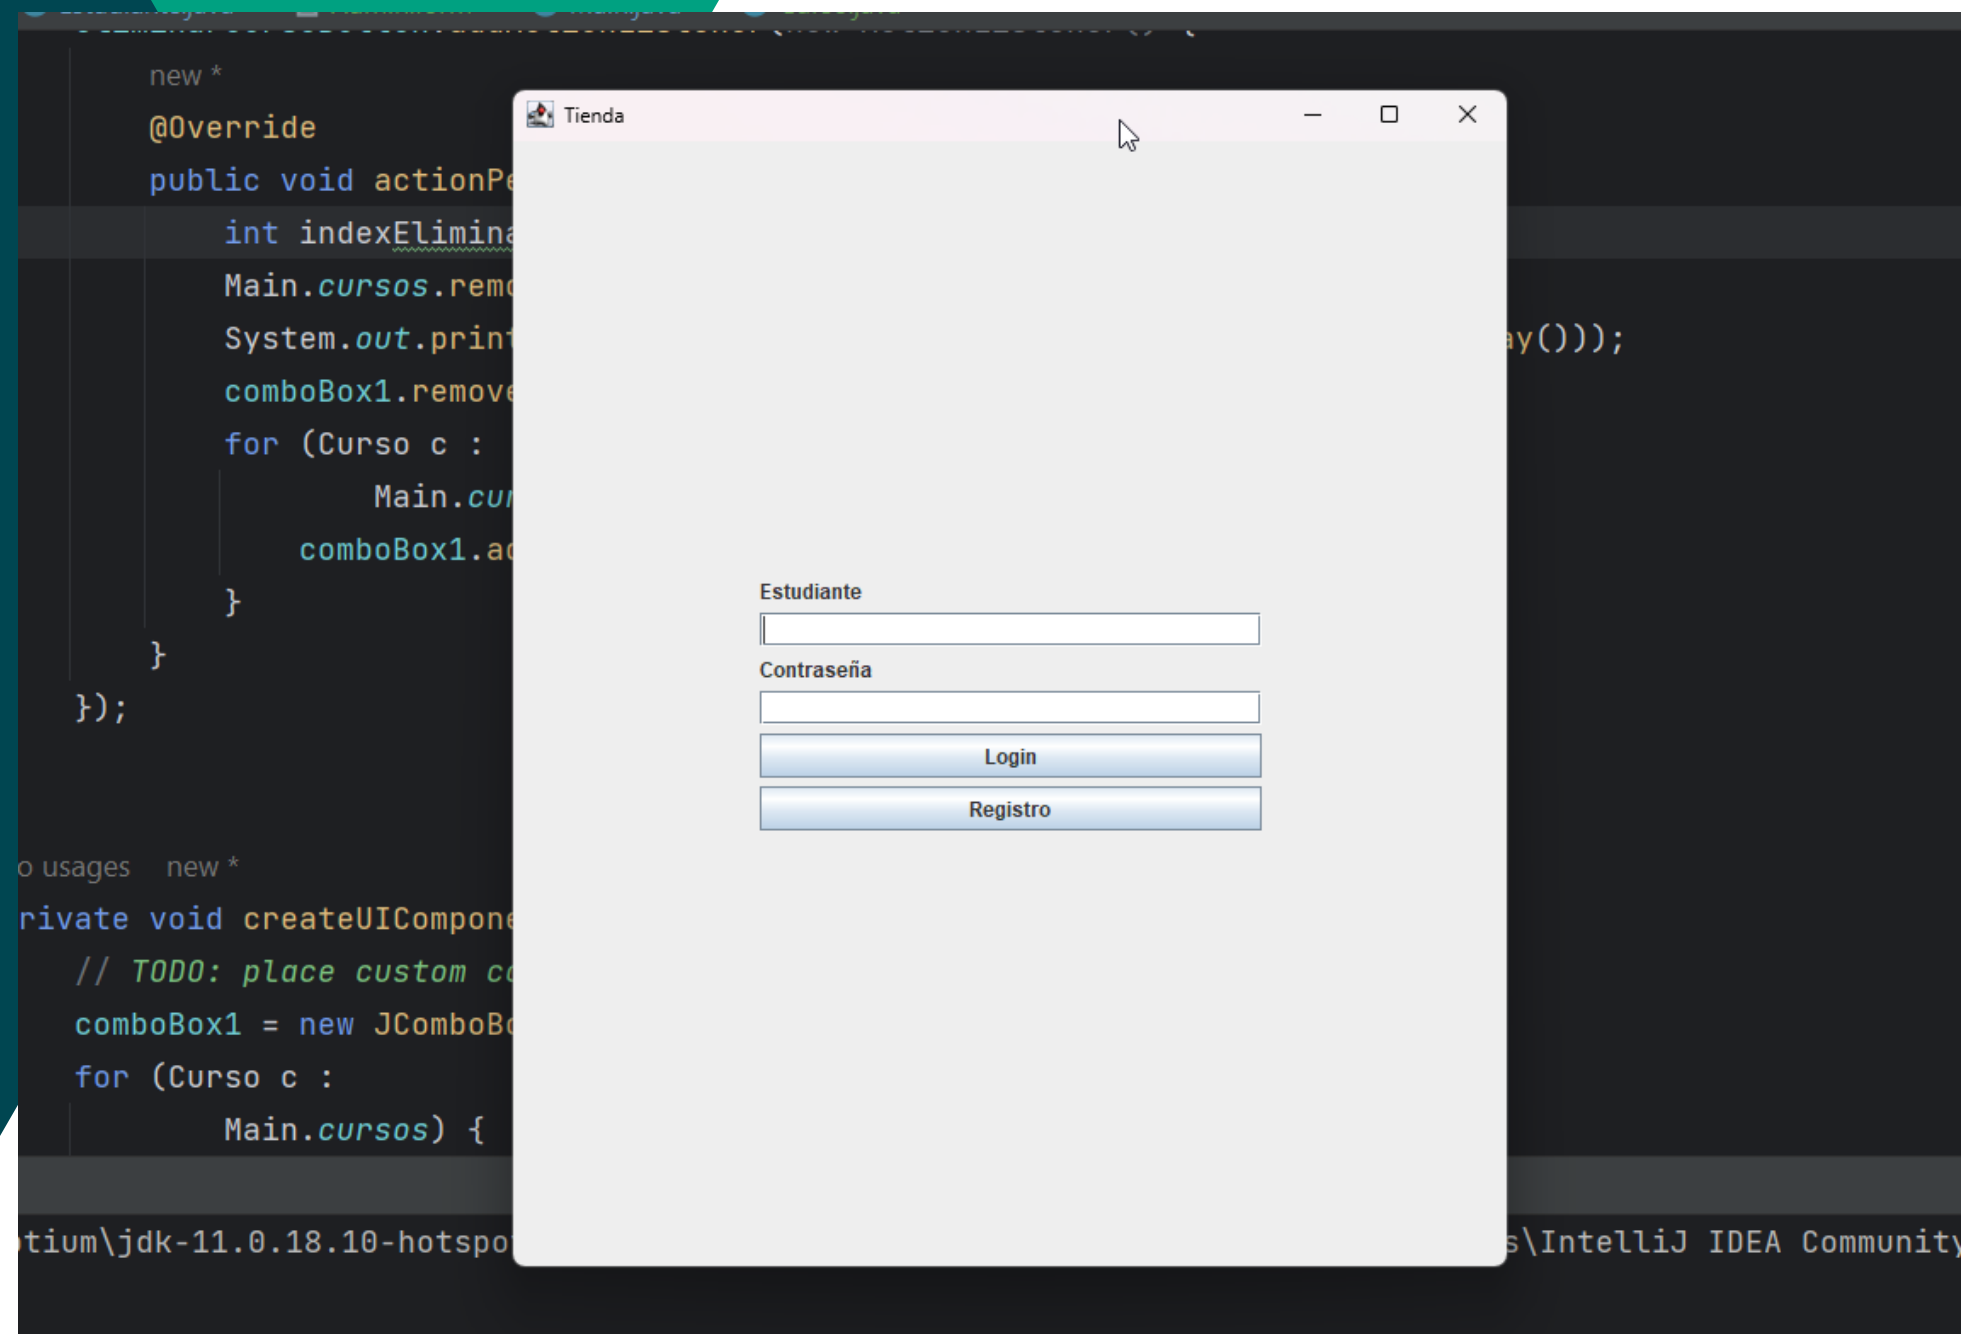 new *
@Override
public void actionPe
int indexElimina
Main.cursos.remo
System.out.print
ay()));
comboBox1.remove
for (Curso c :
Main.cur
comboBox1.ad
}
}
});
o usages new *
rivate void createUICompone
// TODO: place custom co
comboBox1 = new JComboBo
for (Curso c :
Main.cursos) {
tium\jdk-11.0.18.10-hotspo
s\IntelliJ IDEA Community
Tienda
Estudiante
Contraseña
Login
Registro